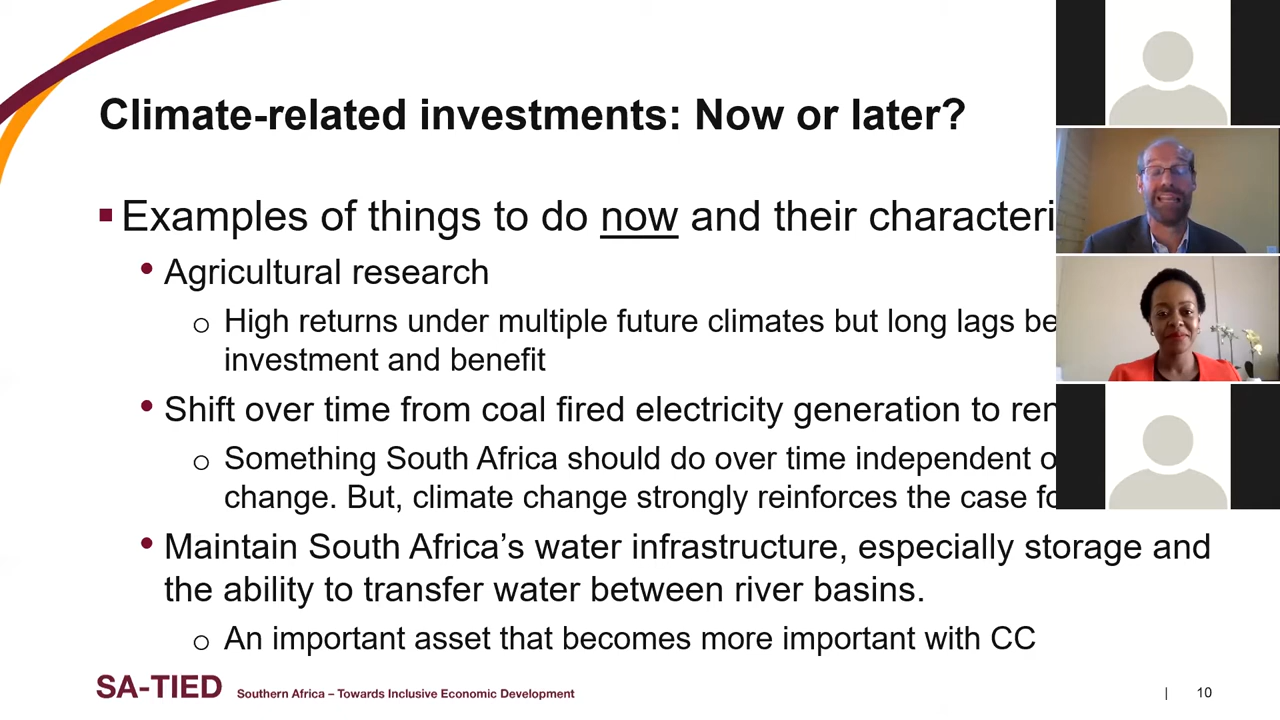 Climate-related investments: Now or later?
Examples of things to do now and their
Agricultural research
High returns under multiple future climates but long lags
investment and benefit
Shift over time from coal fired electricity generation to
Something South Africa should do over time independent
change. But, climate change strongly reinforces the case
Maintain South Africa’s water infrastructure, especially storage and
the ability to transfer water between river basins.
An important asset that becomes more important with CC
SA-TIED Southern Africa – Towards Inclusive Economic Development | 10